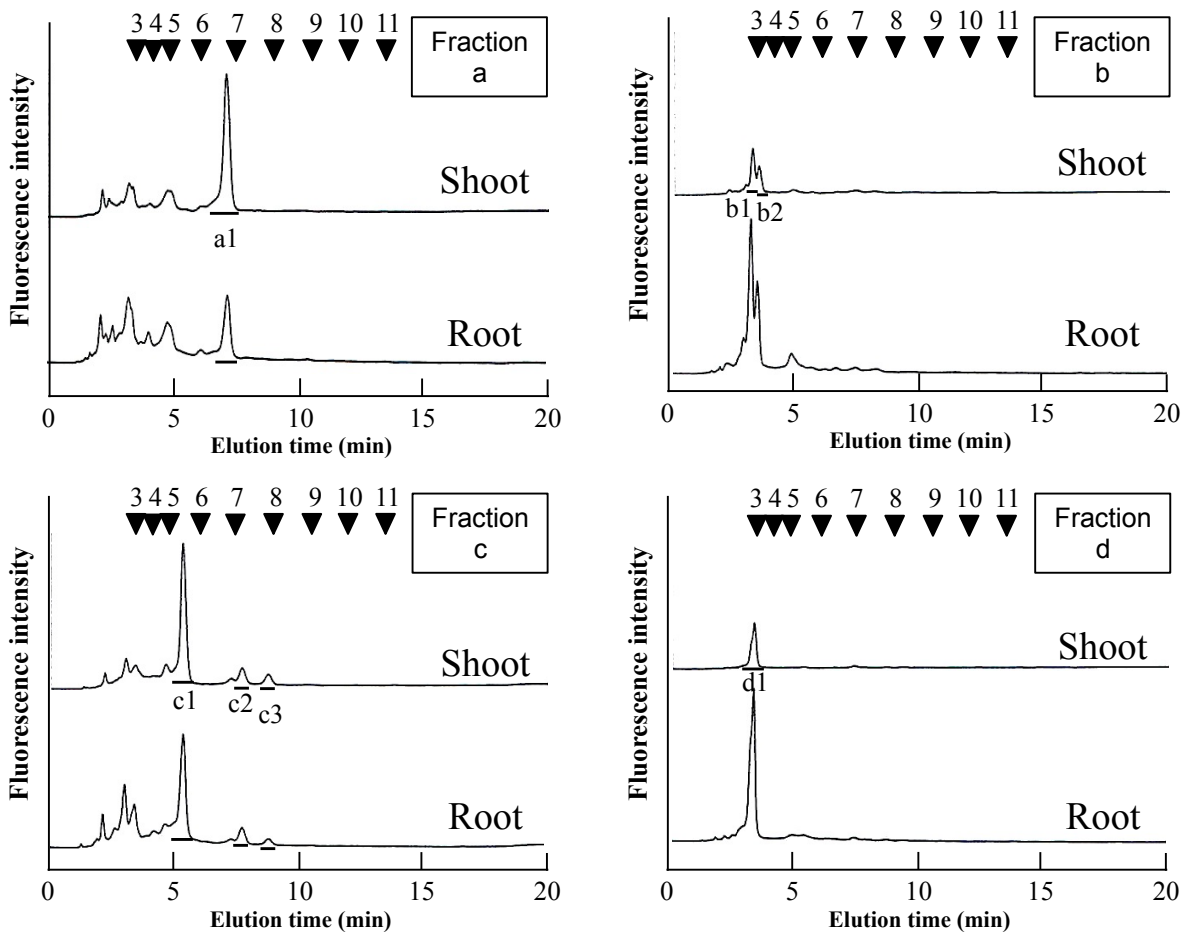 3 4 5 6 7 8 9 10 11
Fraction
a
Fluorescence intensity
Shoot
a1
Root
0 5 10 15 20
Elution time (min)
3 4 5 6 7 8 9 10 11
Fraction
b
Fluorescence intensity
Shoot
b1 b2
Root
0 5 10 15 20
Elution time (min)
3 4 5 6 7 8 9 10 11
Fraction
c
Fluorescence intensity
Shoot
c1 c2 c3
Root
0 5 10 15 20
Elution time (min)
3 4 5 6 7 8 9 10 11
Fraction
d
Fluorescence intensity
Shoot
d1
Root
0 5 10 15 20
Elution time (min)